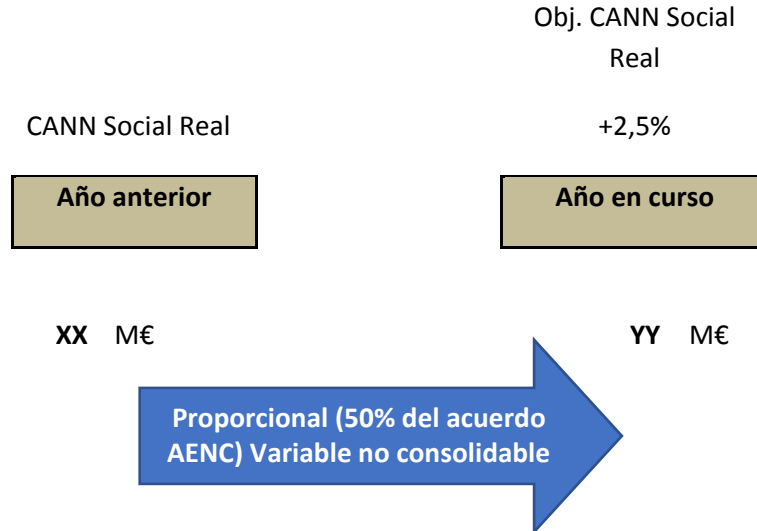 Obj. CANN Social
Real
CANN Social Real
+2,5%
Año anterior
Año en curso
XX M€
YY M€
Proporcional (50% del acuerdo
AENC) Variable no consolidable